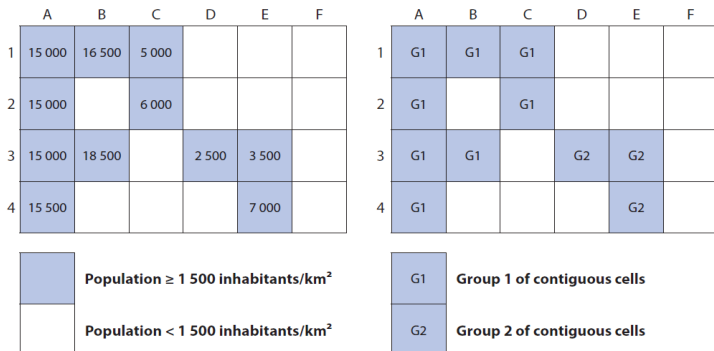 A B C D E F
1 15 000 16 500 5 000
2 15 000 6 000
3 15 000 18 500 2 500 3 500
4 15 500 7 000
Population ≥ 1 500 inhabitants/km²
Population < 1 500 inhabitants/km²
A B C D E F
1 G1 G1 G1
2 G1 G1
3 G1 G1 G2 G2
4 G1 G2
G1 Group 1 of contiguous cells
G2 Group 2 of contiguous cells